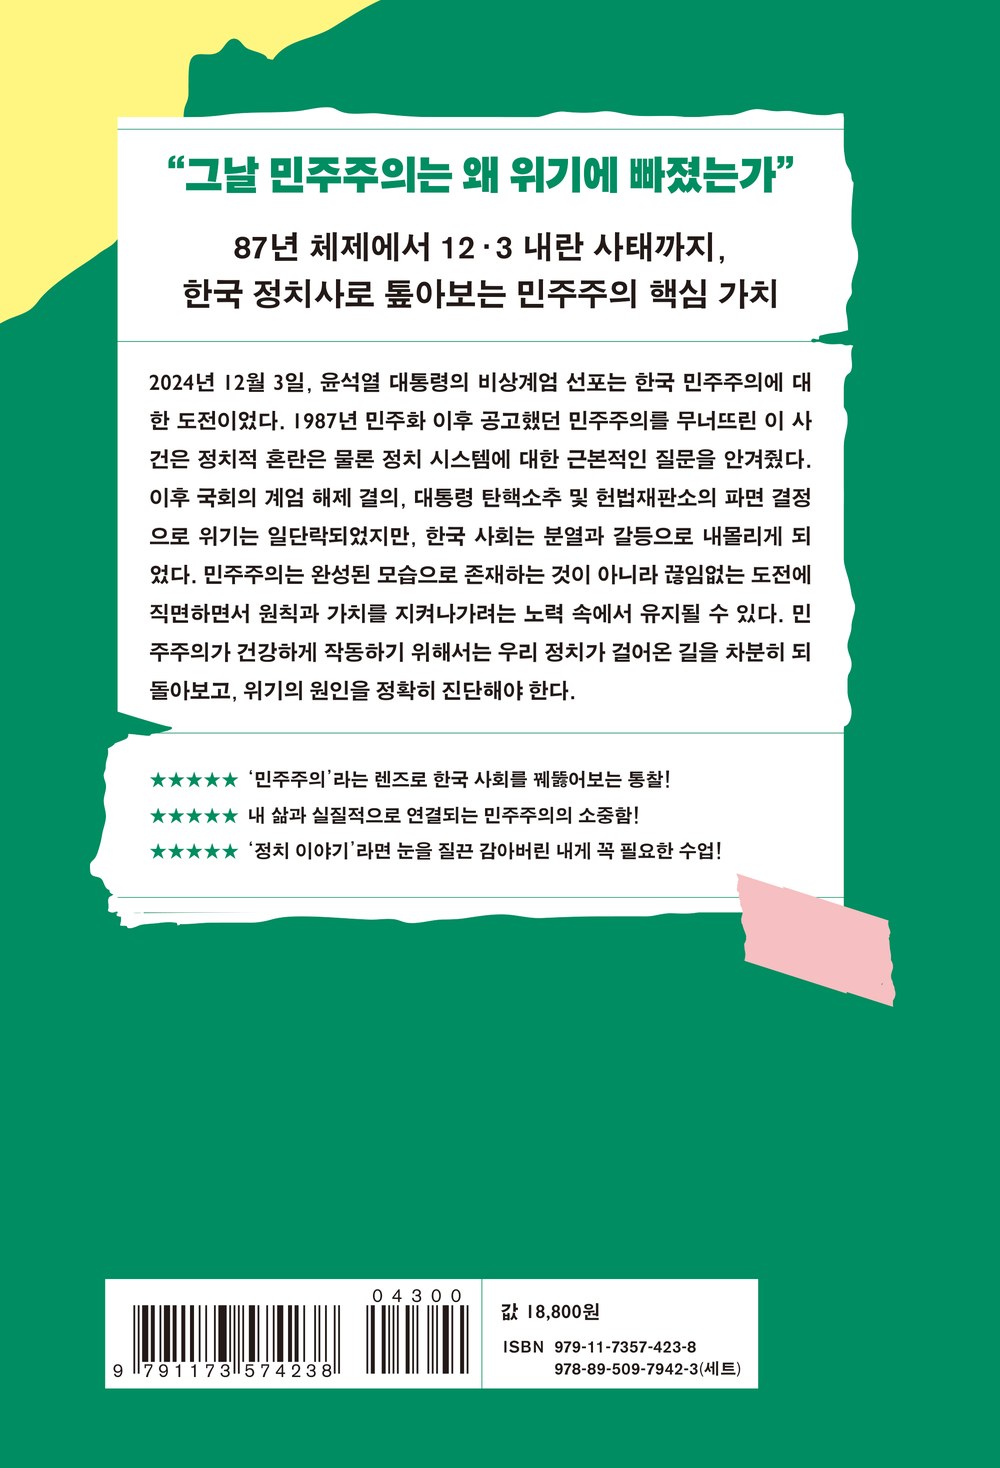 “그날 민주주의는 왜 위기에 빠졌는가”
87년 체제에서 12·3 내란 사태까지,
한국 정치사로 톺아보는 민주주의 핵심 가치
2024년 12월 3일, 윤석열 대통령의 비상계엄 선포는 한국 민주주의에 대
한 도전이었다. 1987년 민주화 이후 공고했던 민주주의를 무너뜨린 이 사
건은 정치적 혼란은 물론 정치 시스템에 대한 근본적인 질문을 안겨줬다.
이후 국회의 계엄 해제 결의, 대통령 탄핵소추 및 헌법재판소의 파면 결정
으로 위기는 일단락되었지만, 한국 사회는 분열과 갈등으로 내몰리게 되
었다. 민주주의는 완성된 모습으로 존재하는 것이 아니라 끊임없는 도전에
직면하면서 원칙과 가치를 지켜나가려는 노력 속에서 유지될 수 있다. 민
주주의가 건강하게 작동하기 위해서는 우리 정치가 걸어온 길을 차분히 되
돌아보고, 위기의 원인을 정확히 진단해야 한다.
★★★★★ ‘민주주의’라는 렌즈로 한국 사회를 꿰뚫어보는 통찰!
★★★★★ 내 삶과 실질적으로 연결되는 민주주의의 소중함!
★★★★★ ‘정치 이야기’라면 눈을 질끈 감아버린 내게 꼭 필요한 수업!
04300
9 791173 574238
값 18,800원
ISBN 979-11-7357-423-8
978-89-509-7942-3(세트)